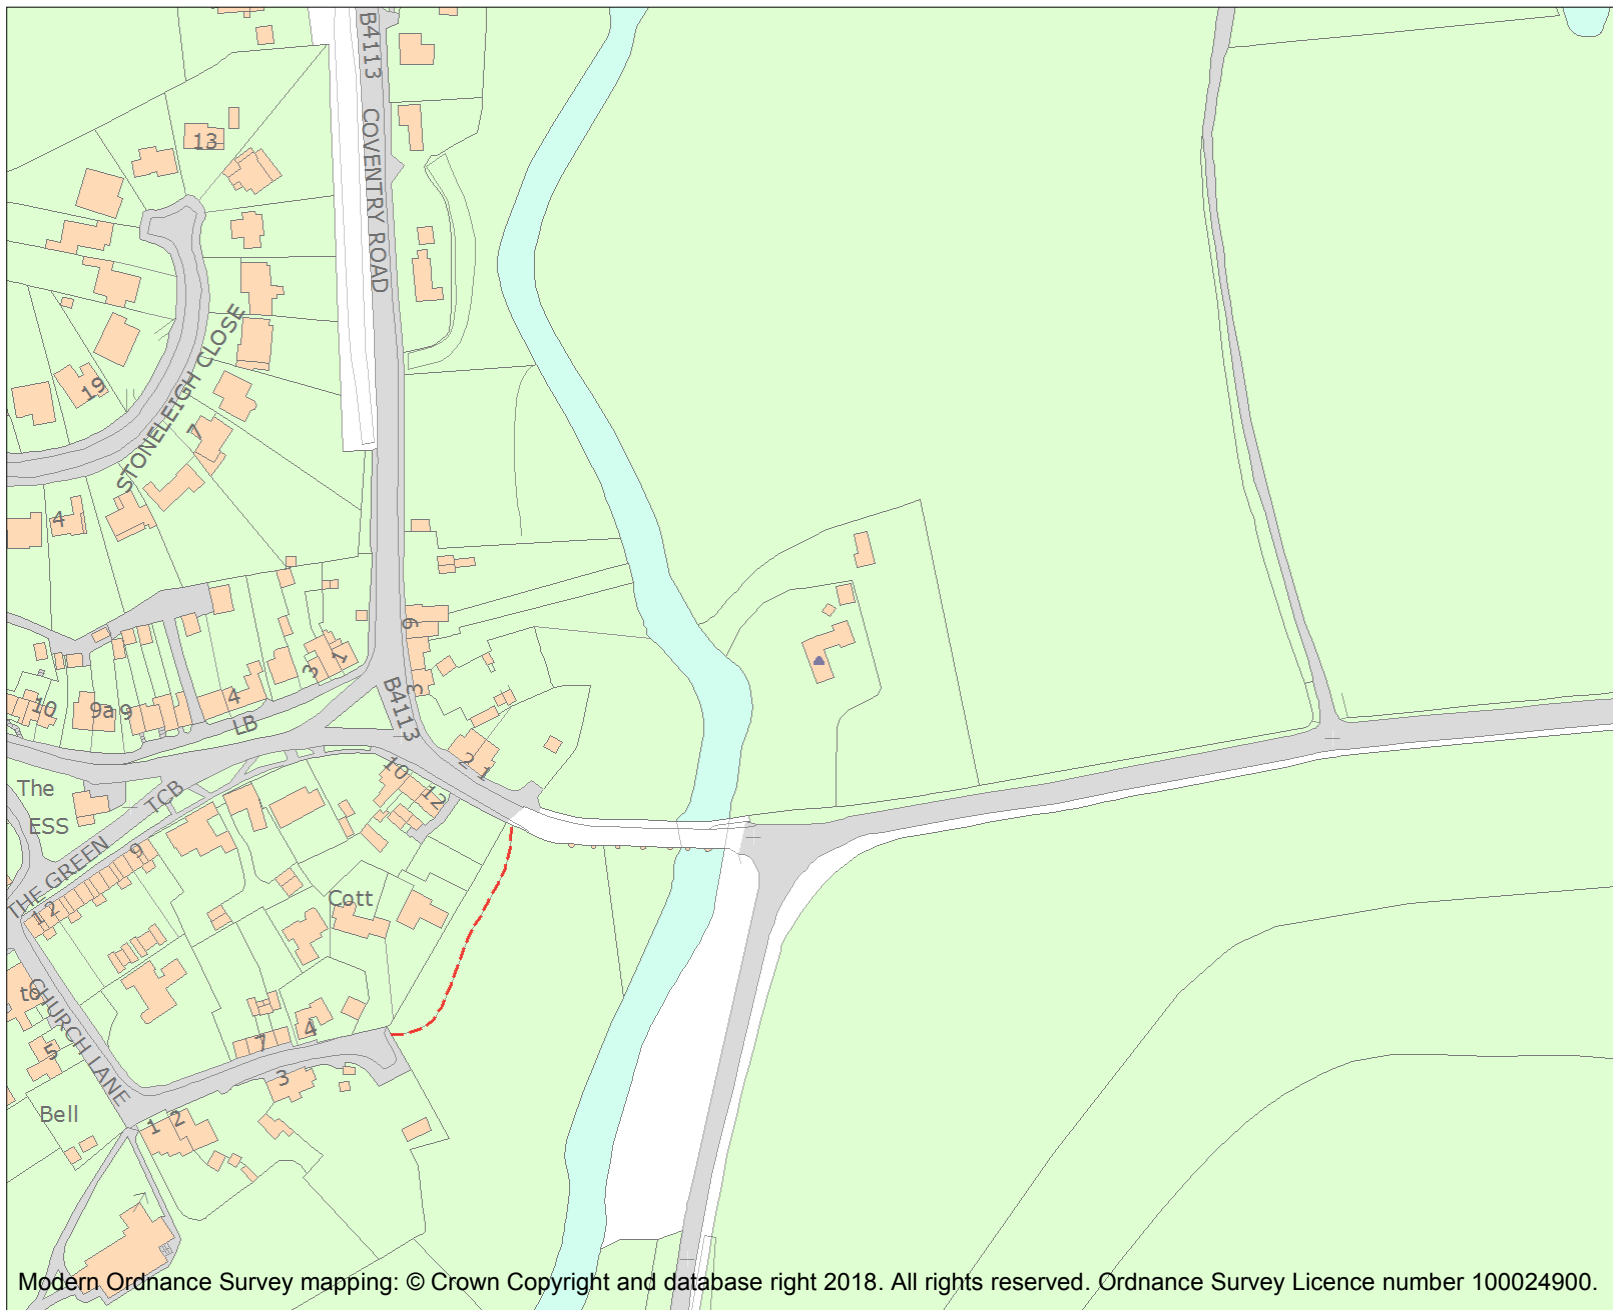 B4113
COVENTRY ROAD
13
STONELEIGH CLOSE
19
7
4
6
3
1
3
4
10
9a
9
LB
B4113
2
1
10
12
The
ESS
TCB
THE GREEN
9
1
2
Cott
to
CHURCH LANE
5
7
4
3
Bell
1
2
Modern Ordnance Survey mapping: © Crown Copyright and database right 2018. All rights reserved. Ordnance Survey Licence number 100024900.